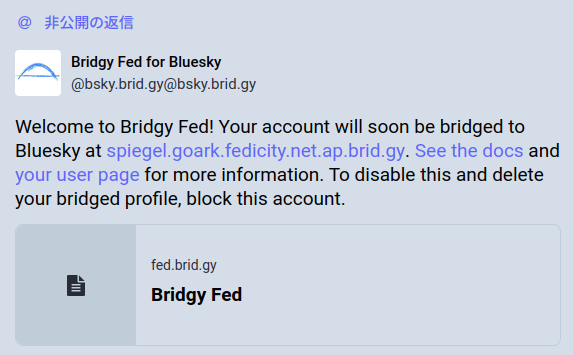 @ 非公開の返信
Bridgy Fed for Bluesky
@bsky.brid.gy@bsky.brid.gy
Welcome to Bridgy Fed! Your account will soon be bridged to
Bluesky at spiegel.goark.fedicity.net.ap.brid.gy. See the docs and
your user page for more information. To disable this and delete
your bridged profile, block this account.
fed.brid.gy
Bridgy Fed